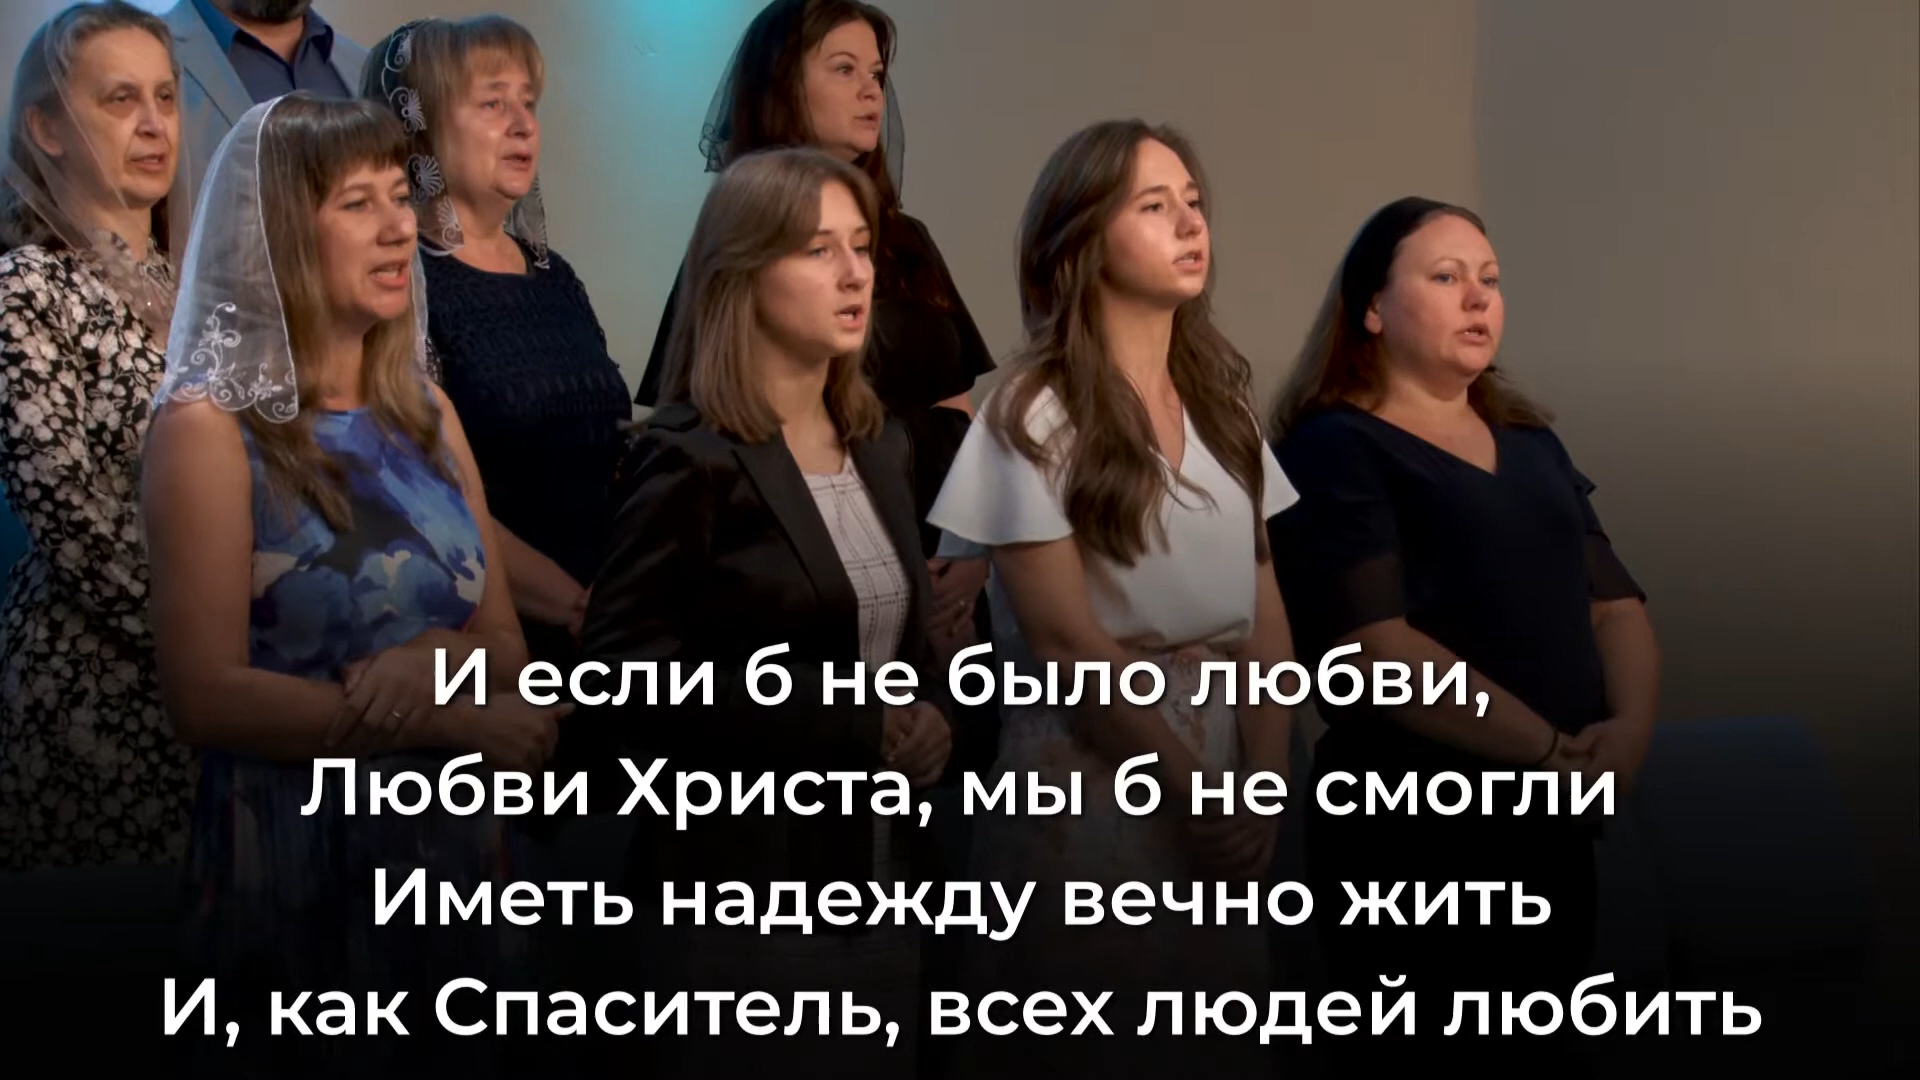 И если б не было любви,
Любви Христа, мы б не смогли
Иметь надежду вечно жить
И, как Спаситель, всех людей любить